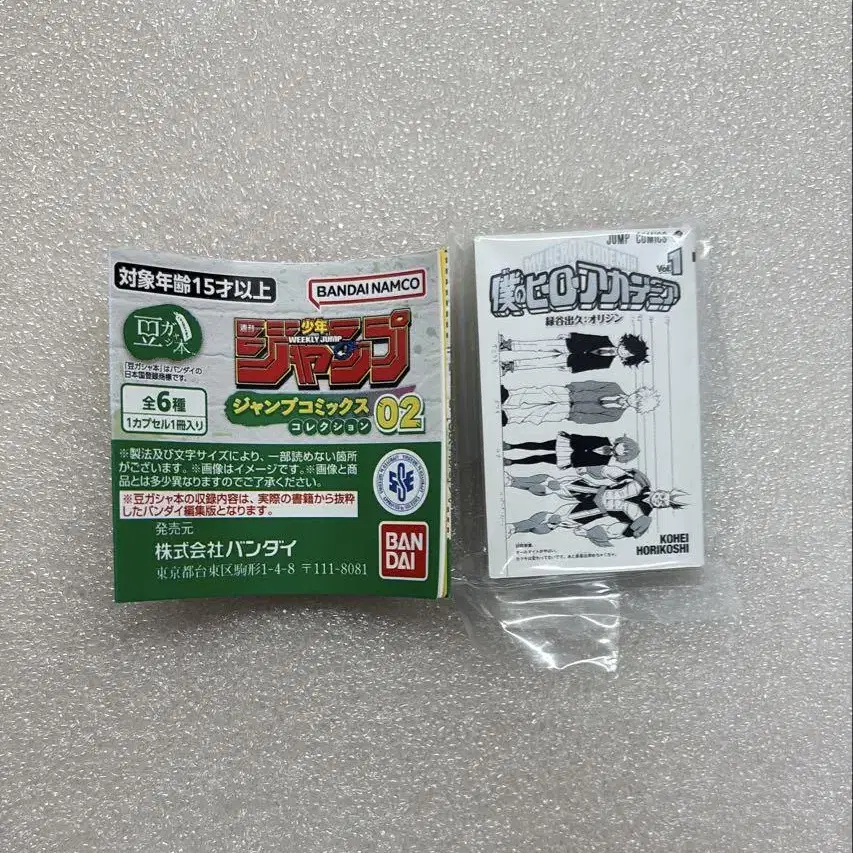 対象年齢15才以上
BANDAI NAMCO
豆ガシャ本
「豆ガシャ本」はバンダイの
日本国登録商標です。
週刊
少年
WEEKLY JUMP
ジャンプ
全6種
1カプセル1冊入り
ジャンプコミックス
コレクション
02
※製法及び文字サイズにより、一部読めない箇所
がございます。※画像はイメージです。※画像と商
品とは多少異なりますのでご了承ください。
※豆ガシャ本の収録内容は、実際の書籍から抜粋
したバンダイ編集版となります。
発売元
株式会社バンダイ
東京都台東区駒形1-4-8 〒111-8081
BAN
DAI
JUMP COMICS
MY HERO ACADEMIA
Vol.1
僕のヒーローアカデミア
緑谷出久:オリジン
KOHEI
HORIKOSHI